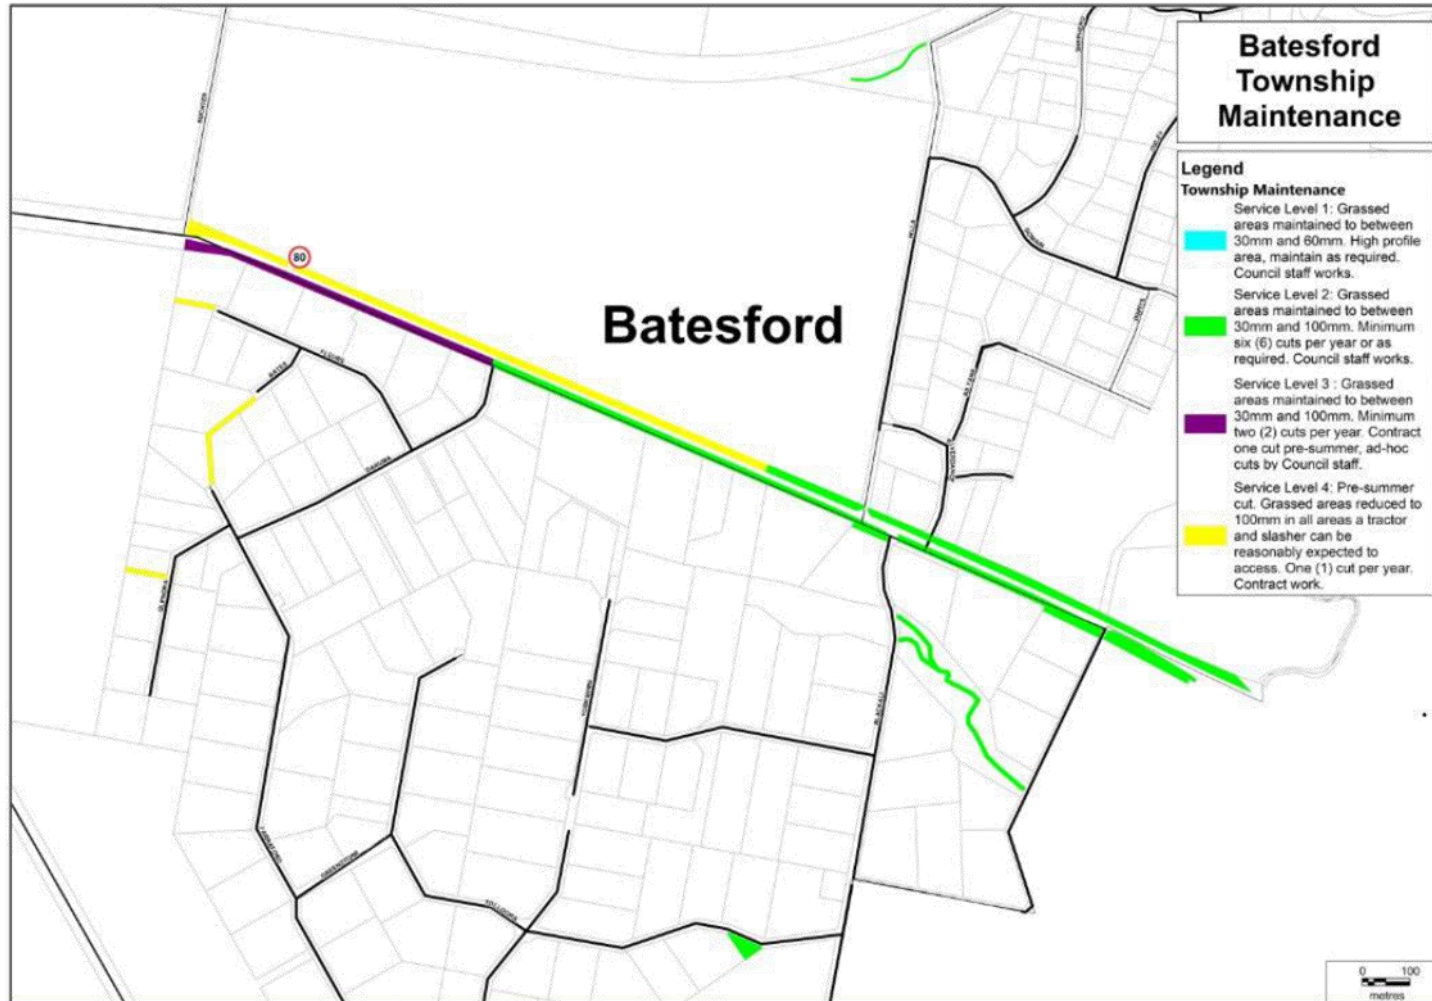 Batesford
Township
Maintenance
Legend
Township Maintenance
Service Level 1: Grassed
areas maintained to between
30mm and 60mm. High profile
area, maintain as required.
Council staff works.
Service Level 2: Grassed
areas maintained to between
30mm and 100mm. Minimum
six (6) cuts per year or as
required. Council staff works.
Service Level 3 : Grassed
areas maintained to between
30mm and 100mm. Minimum
two (2) cuts per year. Contract
one cut pre-summer, ad-hoc
cuts by Council staff.
Service Level 4: Pre-summer
cut. Grassed areas reduced to
100mm in all areas a tractor
and slasher can be
reasonably expected to
access. One (1) cut per year.
Contract work.
80
Batesford
0 100
metres